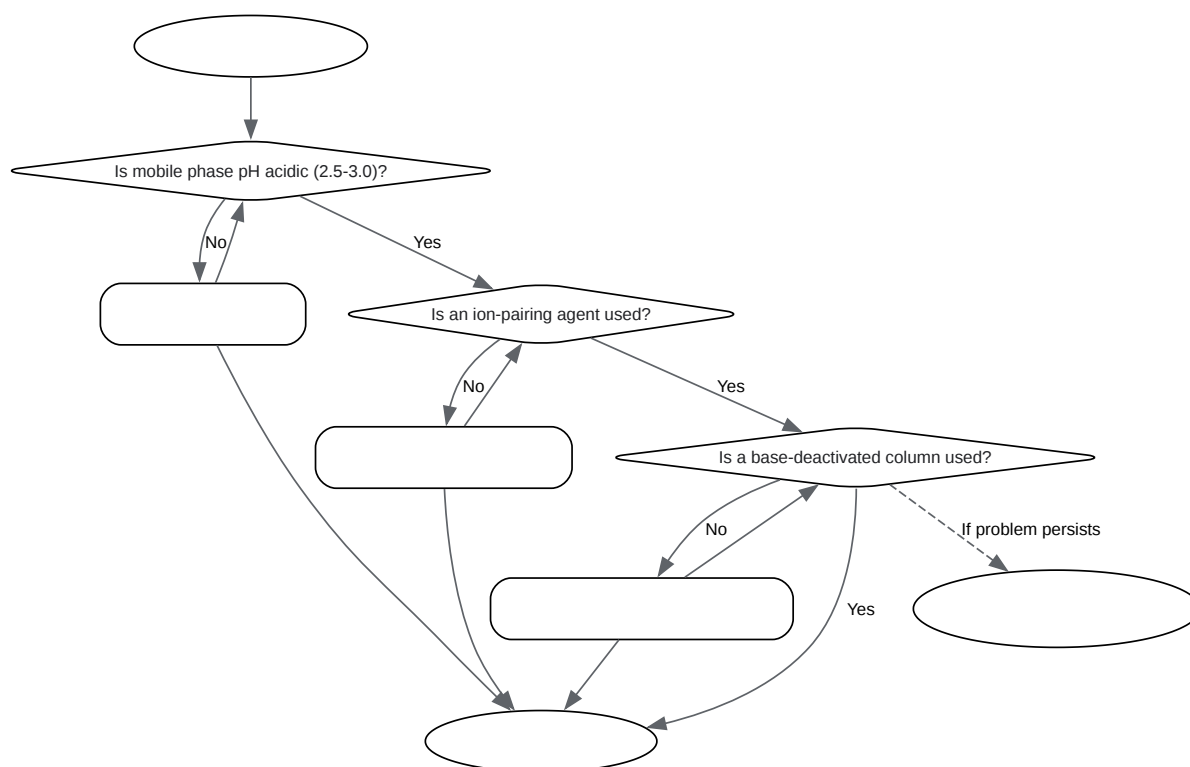 Is mobile phase pH acidic (2.5-3.0)?
No
Yes
Is an ion-pairing agent used?
No
Yes
Is a base-deactivated column used?
No
If problem persists
Yes